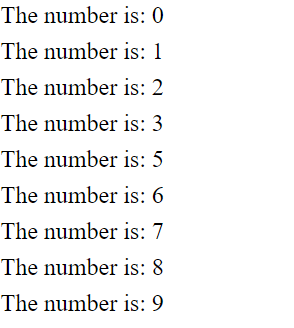 The number is: 0
The number is: 1
The number is: 2
The number is: 3
The number is: 5
The number is: 6
The number is: 7
The number is: 8
The number is: 9